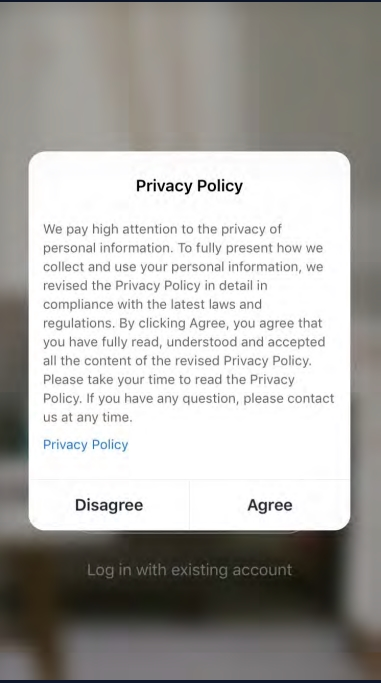 Privacy Policy
We pay high attention to the privacy of
personal information. To fully present how we
collect and use your personal information, we
revised the Privacy Policy in detail in
compliance with the latest laws and
regulations. By clicking Agree, you agree that
you have fully read, understood and accepted
all the content of the revised Privacy Policy.
Please take your time to read the Privacy
Policy. If you have any question, please contact
us at any time.
Privacy Policy
Disagree Agree
Log in with existing account